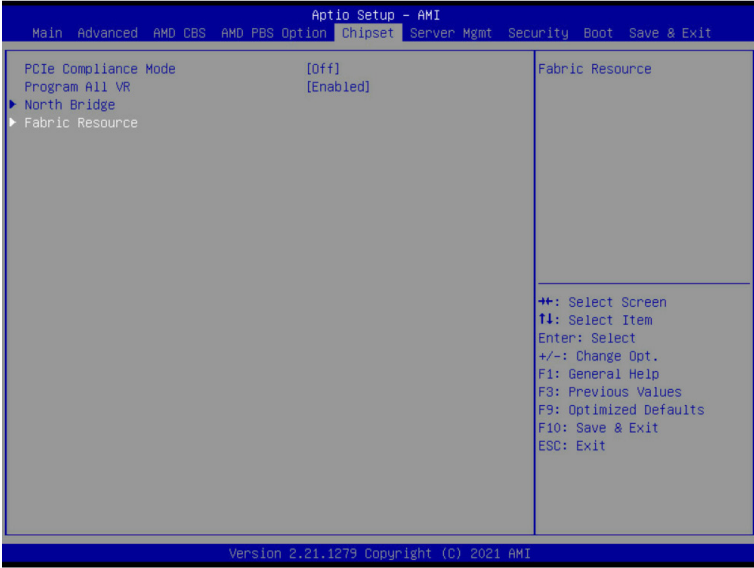 Aptio Setup – AMI
Main Advanced AMD CBS AMD PBS Option Chipset Server Mgmt Security Boot Save & Exit
PCIe Compliance Mode [Off]
Program All VR [Enabled]
North Bridge
Fabric Resource
Fabric Resource
→←: Select Screen
↑↓: Select Item
Enter: Select
+/-: Change Opt.
F1: General Help
F3: Previous Values
F9: Optimized Defaults
F10: Save & Exit
ESC: Exit
Version 2.21.1279 Copyright (C) 2021 AMI